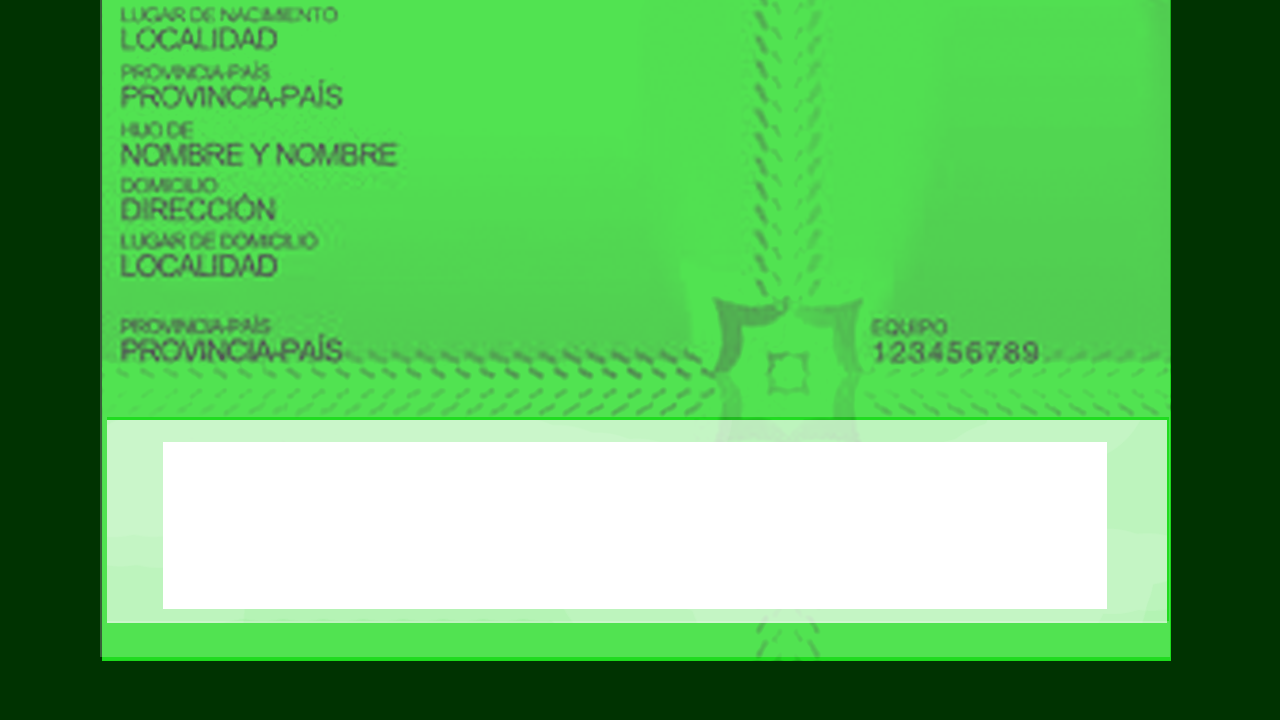 LUGAR DE NACIMIENTO
LOCALIDAD
PROVINCIA-PAÍS
PROVINCIA-PAÍS
HIJO DE
NOMBRE Y NOMBRE
DOMICILIO
DIRECCIÓN
LUGAR DE DOMICILIO
LOCALIDAD
PROVINCIA-PAÍS
PROVINCIA-PAÍS
EQUIPO
123456789